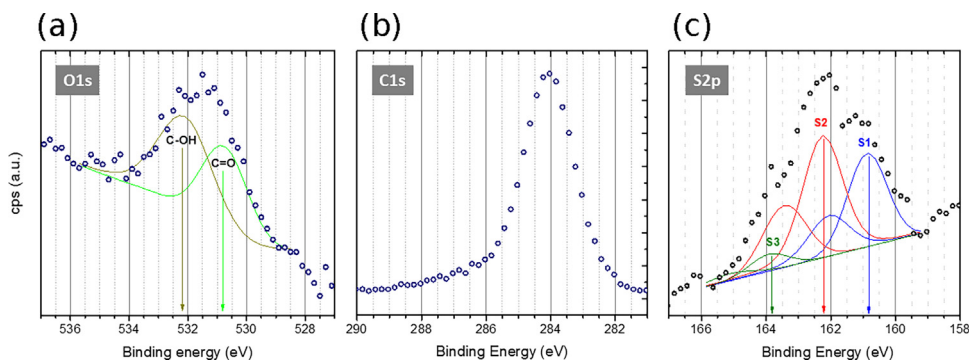 (a)
(b)
(c)
O1s
C1s
S2p
C-OH
C=O
S2
S1
S3
cps (a.u.)
536 534 532 530 528
290 288 286 284 282
166 164 162 160 158
Binding energy (eV)
Binding Energy (eV)
Binding Energy (eV)